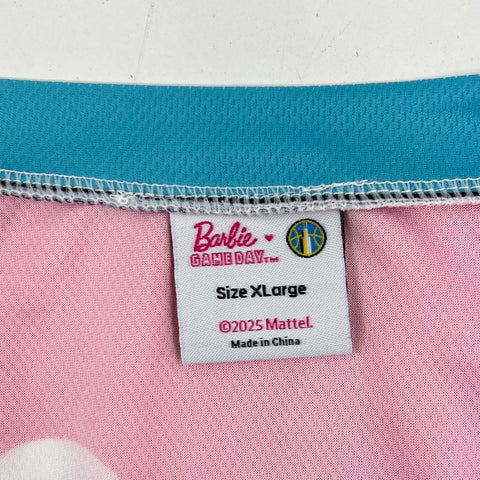 Barbie
GAME DAY™
Size XLarge
©2025 Mattel.
Made in China